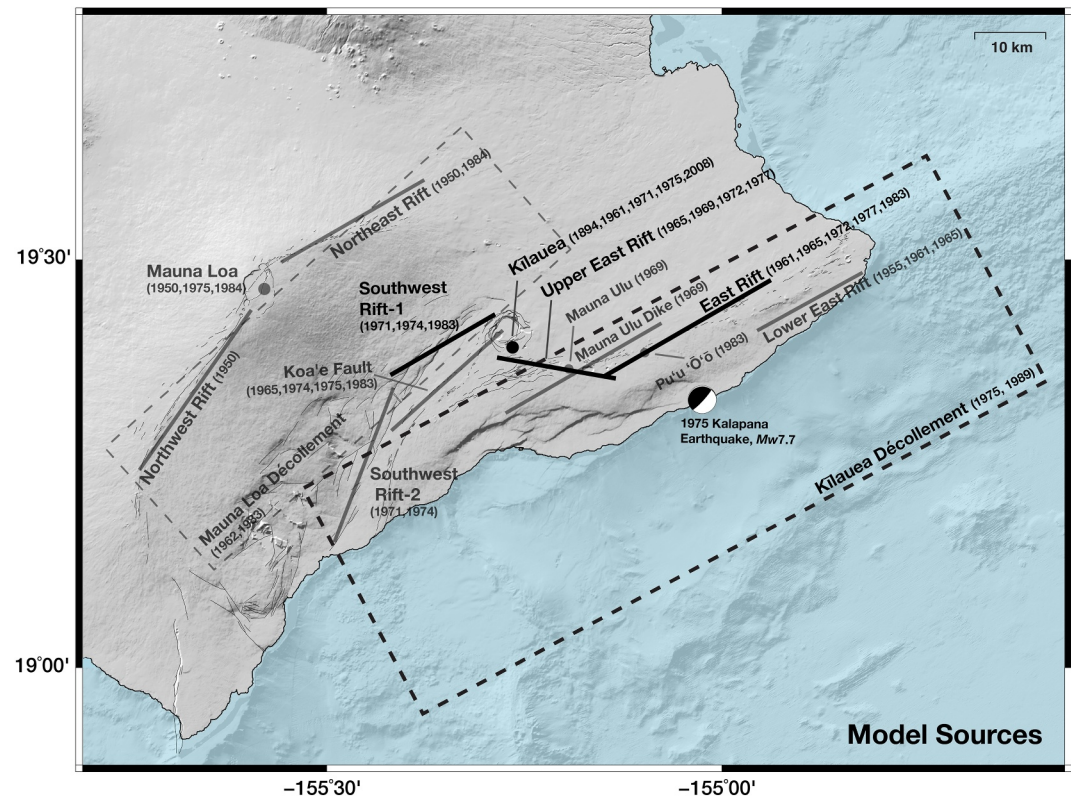 10 km
Northeast Rift (1950,1984)
Kīlauea (1894,1961,1971,1975,2008)
Upper East Rift (1965,1969,1972,1977)
19°30'
Mauna Loa
(1950,1975,1984)
Mauna Ulu (1969)
Mauna Ulu Dike (1969)
East Rift (1961,1965,1972,1977,1983)
Lower East Rift (1955,1961,1965)
Southwest
Rift-1
(1971,1974,1983)
Koa'e Fault
(1965,1974,1975,1983)
Puʻu ʻŌʻō (1983)
Northwest Rift (1950)
1975 Kalapana
Earthquake, Mw7.7
Kīlauea Décollement (1975, 1989)
Mauna Loa Décollement
(1962,1983)
Southwest
Rift-2
(1971,1974)
19°00'
Model Sources
−155°30'
−155°00'